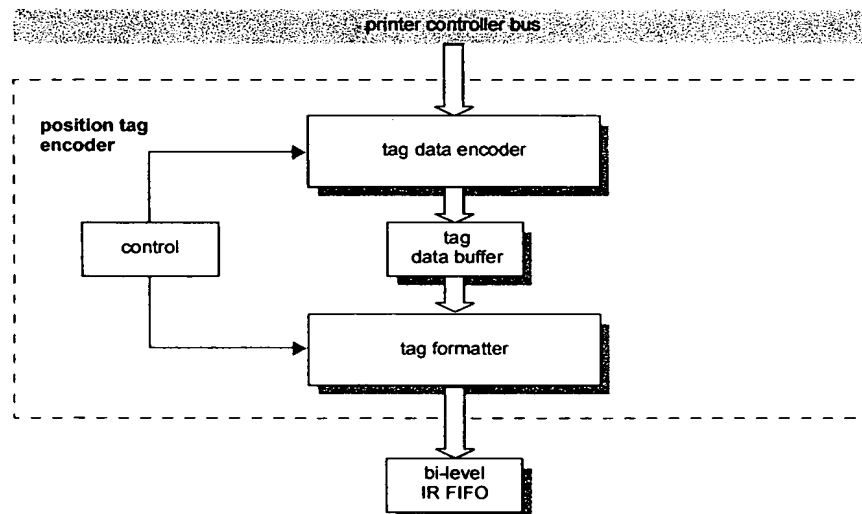 printer controller bus
position tag
encoder
tag data encoder
control
tag
data buffer
tag formatter
bi-level
IR FIFO